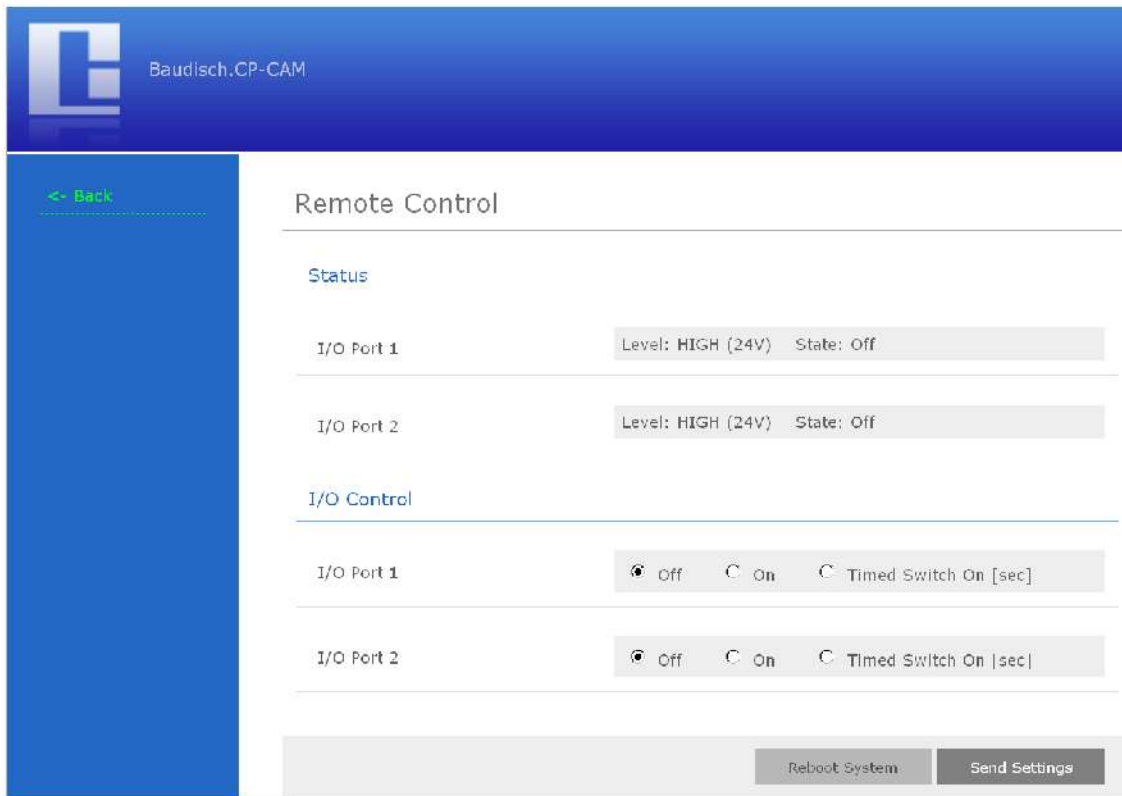 Baudisch.CP-CAM
<- Back
Remote Control
Status
I/O Port 1 Level: HIGH (24V) State: Off
I/O Port 2 Level: HIGH (24V) State: Off
I/O Control
I/O Port 1 Off On Timed Switch On [sec]
I/O Port 2 Off On Timed Switch On [sec]
Reboot System Send Settings